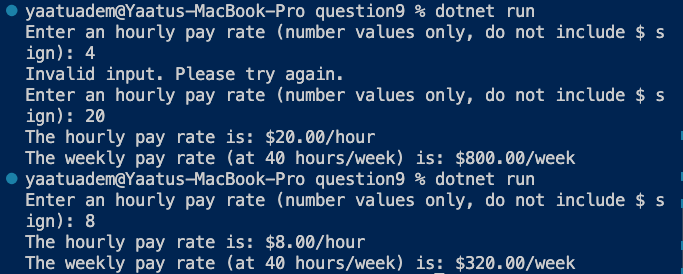 yaatuadem@Yaatus-MacBook-Pro question9 % dotnet run
Enter an hourly pay rate (number values only, do not include $ s
ign): 4
Invalid input. Please try again.
Enter an hourly pay rate (number values only, do not include $ s
ign): 20
The hourly pay rate is: $20.00/hour
The weekly pay rate (at 40 hours/week) is: $800.00/week
yaatuadem@Yaatus-MacBook-Pro question9 % dotnet run
Enter an hourly pay rate (number values only, do not include $ s
ign): 8
The hourly pay rate is: $8.00/hour
The weekly pay rate (at 40 hours/week) is: $320.00/week